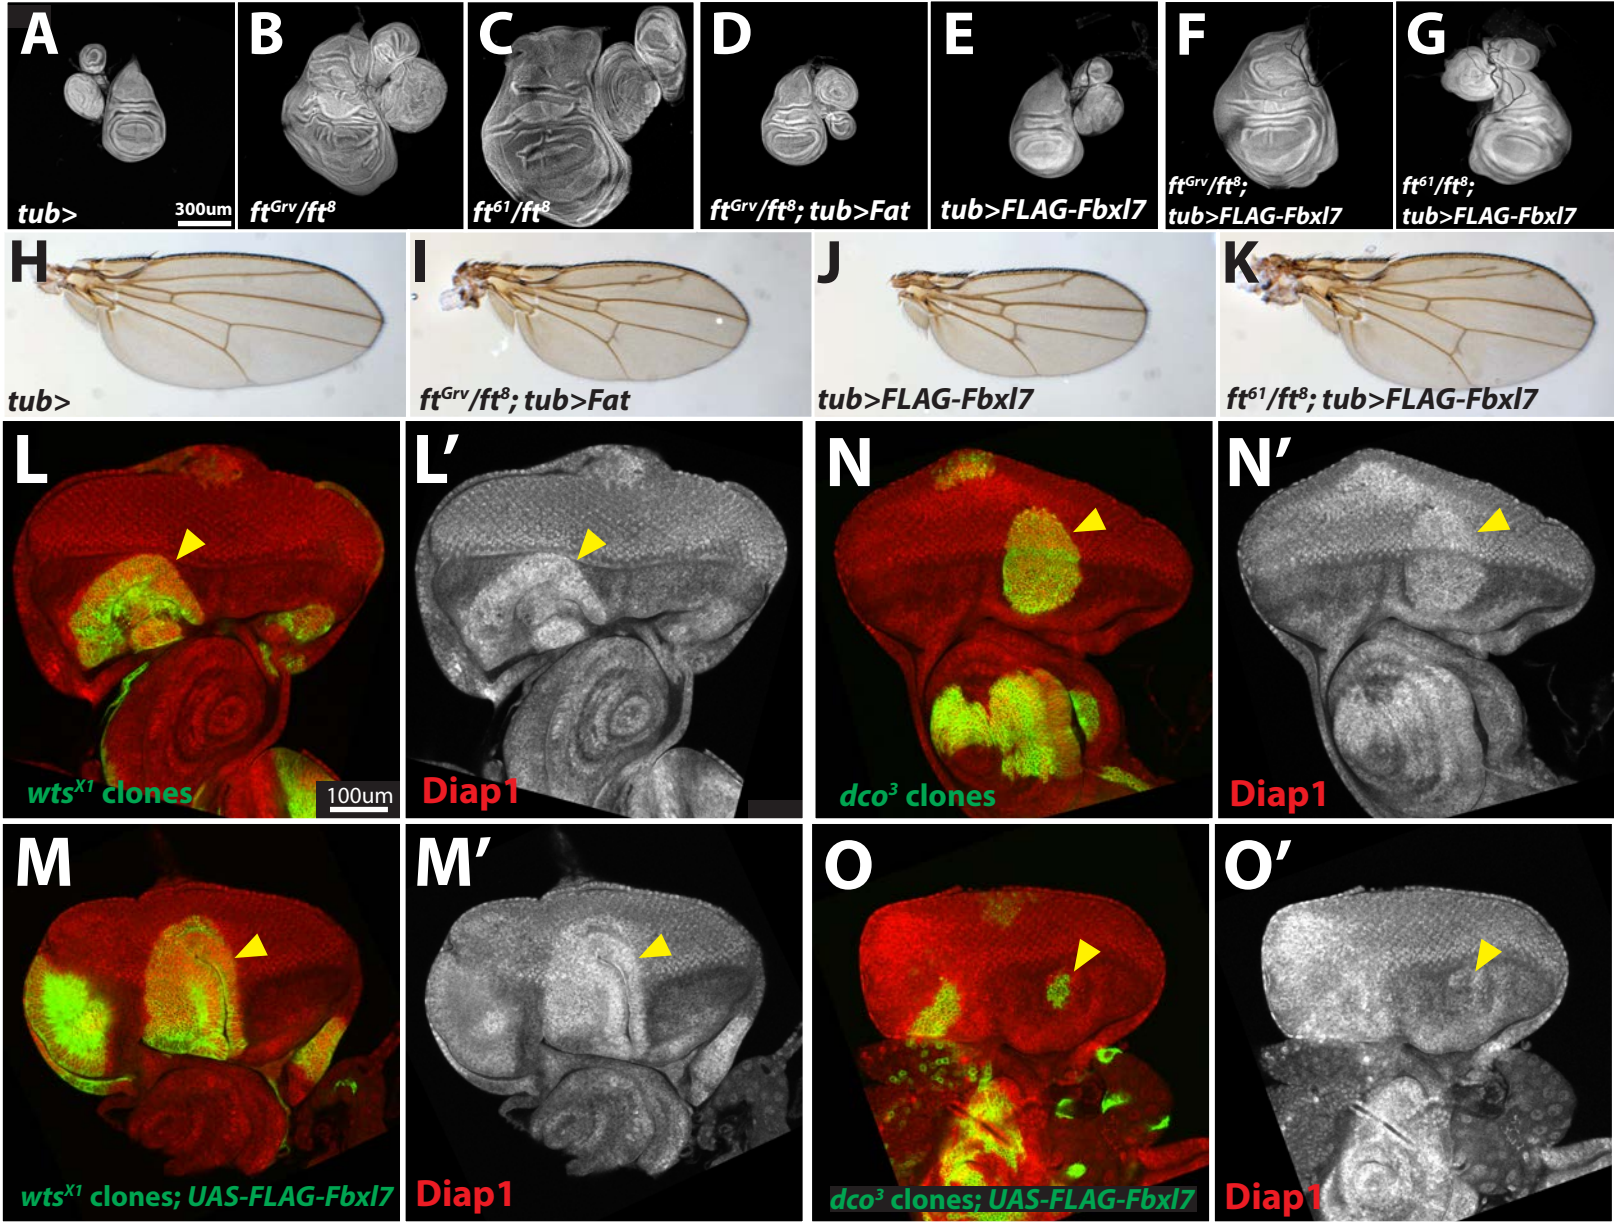 A B C D E F G
tub>
300um
ftGrv/ft8
ft61/ft8
ftGrv/ft8; tub>Fat
tub>FLAG-Fbxl7
ftGrv/ft8;
tub>FLAG-Fbxl7
ft61/ft8;
tub>FLAG-Fbxl7
H I J K
tub>
ftGrv/ft8; tub>Fat
tub>FLAG-Fbxl7
ft61/ft8; tub>FLAG-Fbxl7
L L′ N N′
wtsX1 clones
100um
Diap1
dco3 clones
Diap1
M M′ O O′
wtsX1 clones; UAS-FLAG-Fbxl7
Diap1
dco3 clones; UAS-FLAG-Fbxl7
Diap1